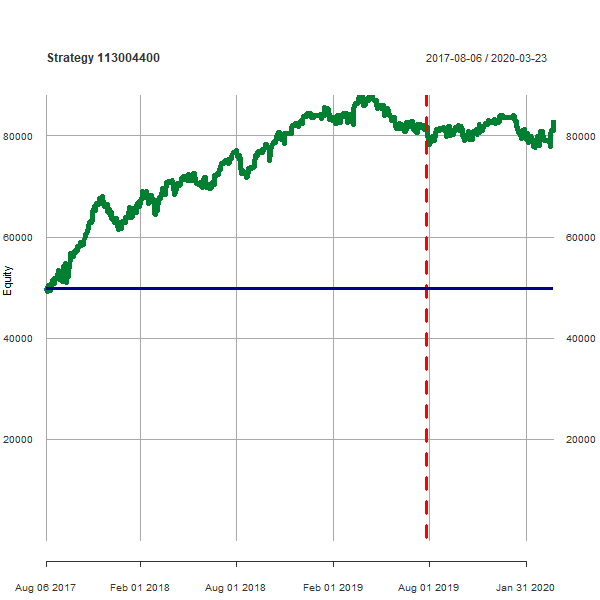 Strategy 113004400
2017-08-06 / 2020-03-23
80000
80000
60000
60000
Equity
40000
40000
20000
20000
Aug 06 2017
Feb 01 2018
Aug 01 2018
Feb 01 2019
Aug 01 2019
Jan 31 2020